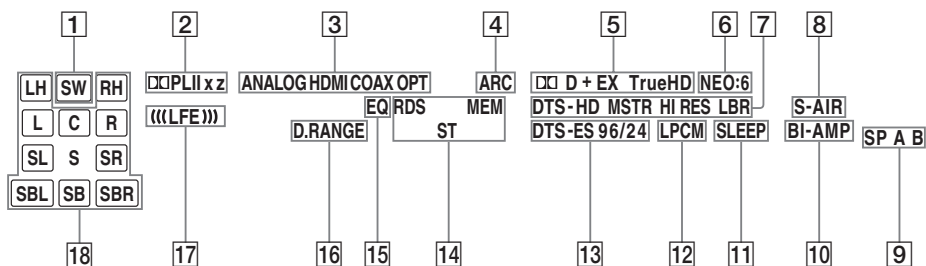 1 2 3 4 5 6 7 8
LH SW RH
PLII x z
ANALOG HDMI COAX OPT
ARC
D + EX TrueHD
NEO:6
L C R
(((LFE)))
EQ
RDS MEM
DTS-HD MSTR HI RES LBR
S-AIR
D.RANGE
ST
DTS-ES 96/24
LPCM
SLEEP
BI-AMP
SP A B
SL S SR
SBL SB SBR
18 17 16 15 14 13 12 11 10 9